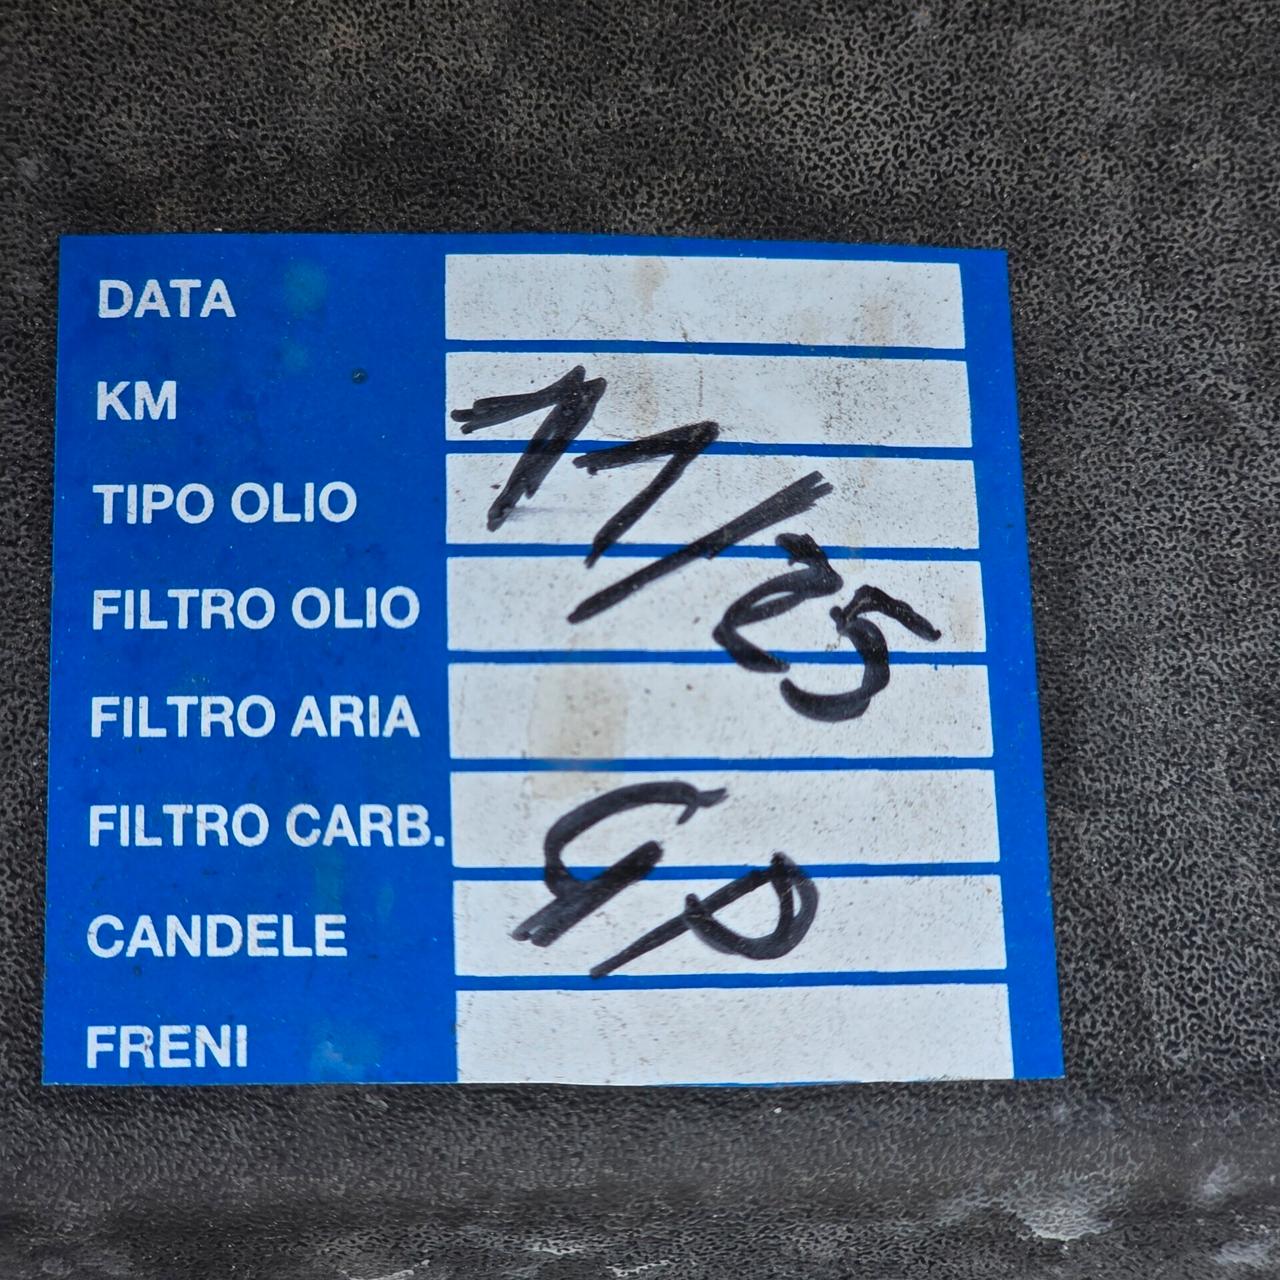 DATA
KM
TIPO OLIO
FILTRO OLIO
FILTRO ARIA
FILTRO CARB.
CANDELE
FRENI
11/25
GP